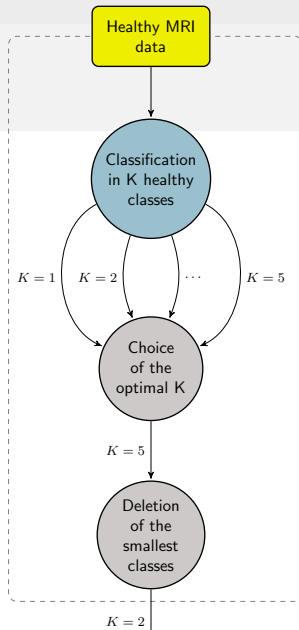 Healthy MRI
data
Classification
in K healthy
classes
K = 1
K = 2
...
K = 5
Choice
of the
optimal K
K = 5
Deletion
of the
smallest
classes
K = 2